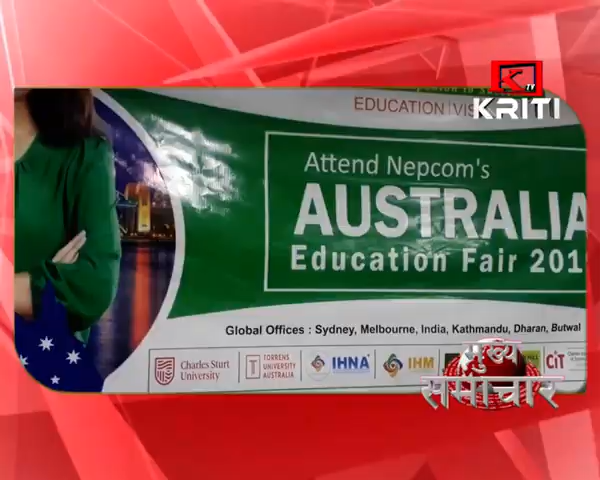 TV
KRITI
EDUCATION | VIS
Attend Nepcom's
AUSTRALIA
Education Fair 201
Global Offices : Sydney, Melbourne, India, Kathmandu, Dharan, Butwal
Charles Sturt University
TORRENS UNIVERSITY AUSTRALIA
IHNA
IHM
CIT
मुख्य
समाचार